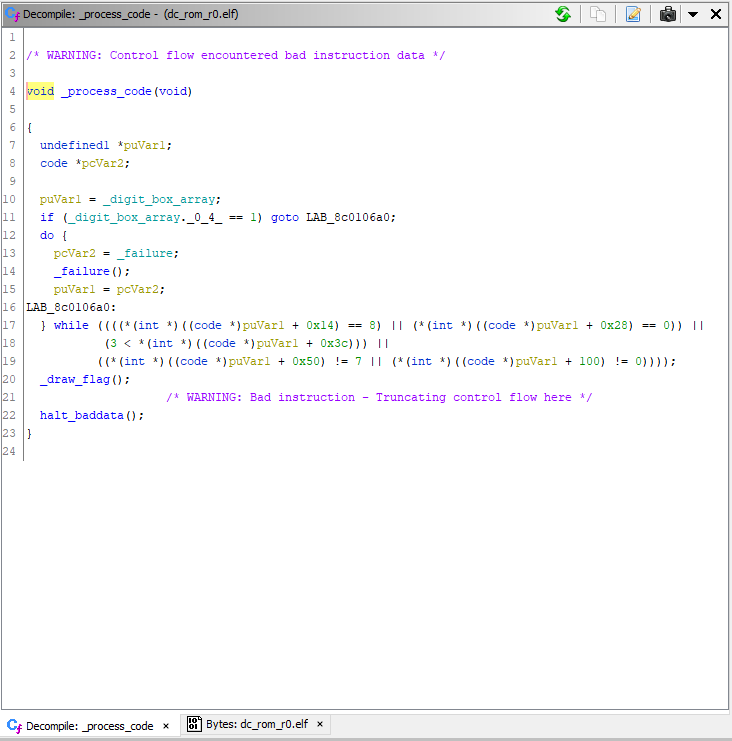 Decompile: _process_code - (dc_rom_r0.elf)
1
2 /* WARNING: Control flow encountered bad instruction data */
3
4 void _process_code(void)
5
6 {
7 undefined1 *puVar1;
8 code *pcVar2;
9
10 puVar1 = _digit_box_array;
11 if (_digit_box_array._0_4_ == 1) goto LAB_8c0106a0;
12 do {
13 pcVar2 = _failure;
14 _failure();
15 puVar1 = pcVar2;
16 LAB_8c0106a0:
17 } while ((((*(int *)((code *)puVar1 + 0x14) == 8) || (*(int *)((code *)puVar1 + 0x28) == 0)) ||
18 (3 < *(int *)((code *)puVar1 + 0x3c))) ||
19 ((*(int *)((code *)puVar1 + 0x50) != 7 || (*(int *)((code *)puVar1 + 100) != 0))));
20 _draw_flag();
21 /* WARNING: Bad instruction - Truncating control flow here */
22 halt_baddata();
23 }
24
Decompile: _process_code × Bytes: dc_rom_r0.elf ×